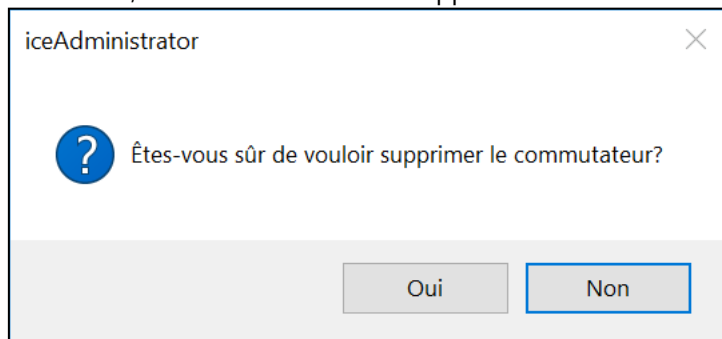 iceAdministrator
Êtes-vous sûr de vouloir supprimer le commutateur?
Oui
Non